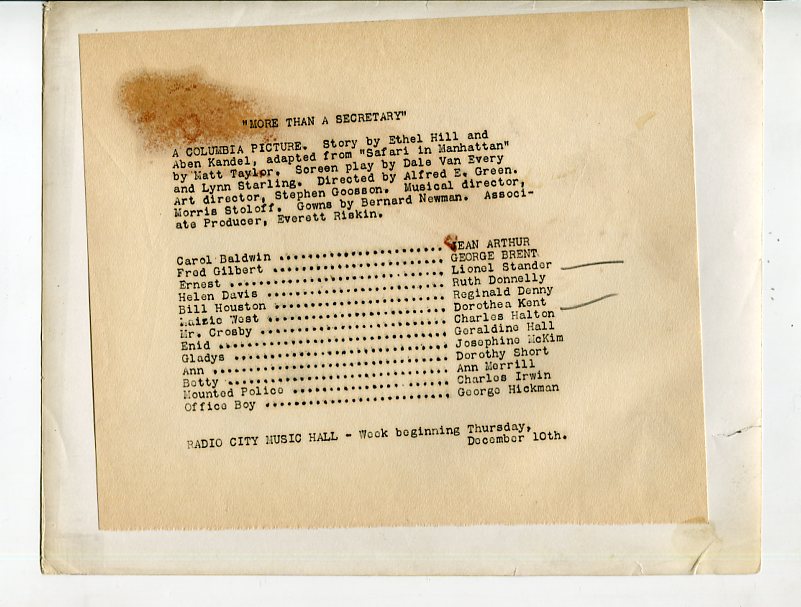 "MORE THAN A SECRETARY"
A COLUMBIA PICTURE. Story by Ethel Hill and
Aben Kandel, adapted from "Safari in Manhattan"
by Matt Taylor. Screen play by Dale Van Every
and Lynn Starling. Directed by Alfred E. Green.
Art director, Stephen Goosson. Musical director,
Morris Stoloff. Gowns by Bernard Newman. Associ-
ate Producer, Everett Riskin.
Carol Baldwin ........................... JEAN ARTHUR
Fred Gilbert ............................ GEORGE BRENT
Ernest .................................. Lionel Stander
Helen Davis ............................. Ruth Donnelly
Bill Houston ............................ Reginald Denny
Maizie West ............................. Dorothea Kent
Mr. Crosby .............................. Charles Halton
Enid .................................... Geraldine Hall
Gladys .................................. Josephine McKim
Ann ..................................... Dorothy Short
Betty ................................... Ann Merrill
Mounted Police .......................... Charles Irwin
Office Boy .............................. George Hickman
RADIO CITY MUSIC HALL - Week beginning Thursday,
December 10th.